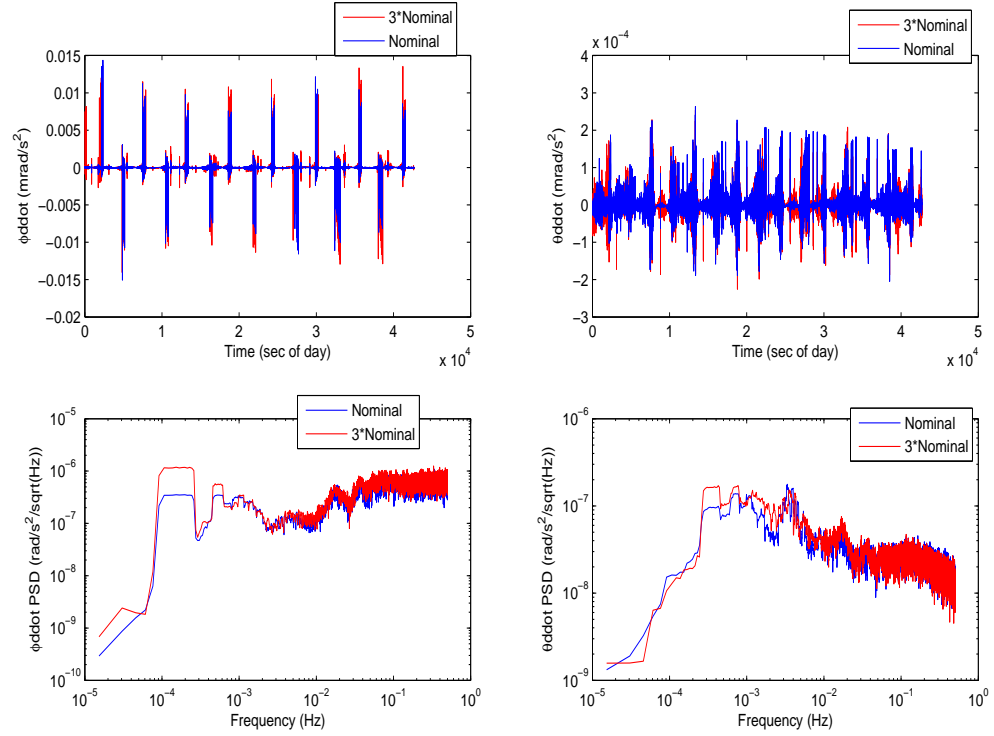 3*Nominal
Nominal
0.015
0.01
0.005
0
−0.005
−0.01
−0.015
−0.02
ϕddot (mrad/s²)
0 1 2 3 4 5
Time (sec of day)
x 10⁴
3*Nominal
Nominal
x 10⁻⁴
4
3
2
1
0
−1
−2
−3
θddot (mrad/s²)
0 1 2 3 4 5
Time (sec of day)
x 10⁴
Nominal
3*Nominal
10⁻⁵
10⁻⁶
10⁻⁷
10⁻⁸
10⁻⁹
10⁻¹⁰
ϕddot PSD (rad/s²/sqrt(Hz))
10⁻⁵ 10⁻⁴ 10⁻³ 10⁻² 10⁻¹ 10⁰
Frequency (Hz)
Nominal
3*Nominal
10⁻⁶
10⁻⁷
10⁻⁸
10⁻⁹
θddot PSD (rad/s²/sqrt(Hz))
10⁻⁵ 10⁻⁴ 10⁻³ 10⁻² 10⁻¹ 10⁰
Frequency (Hz)